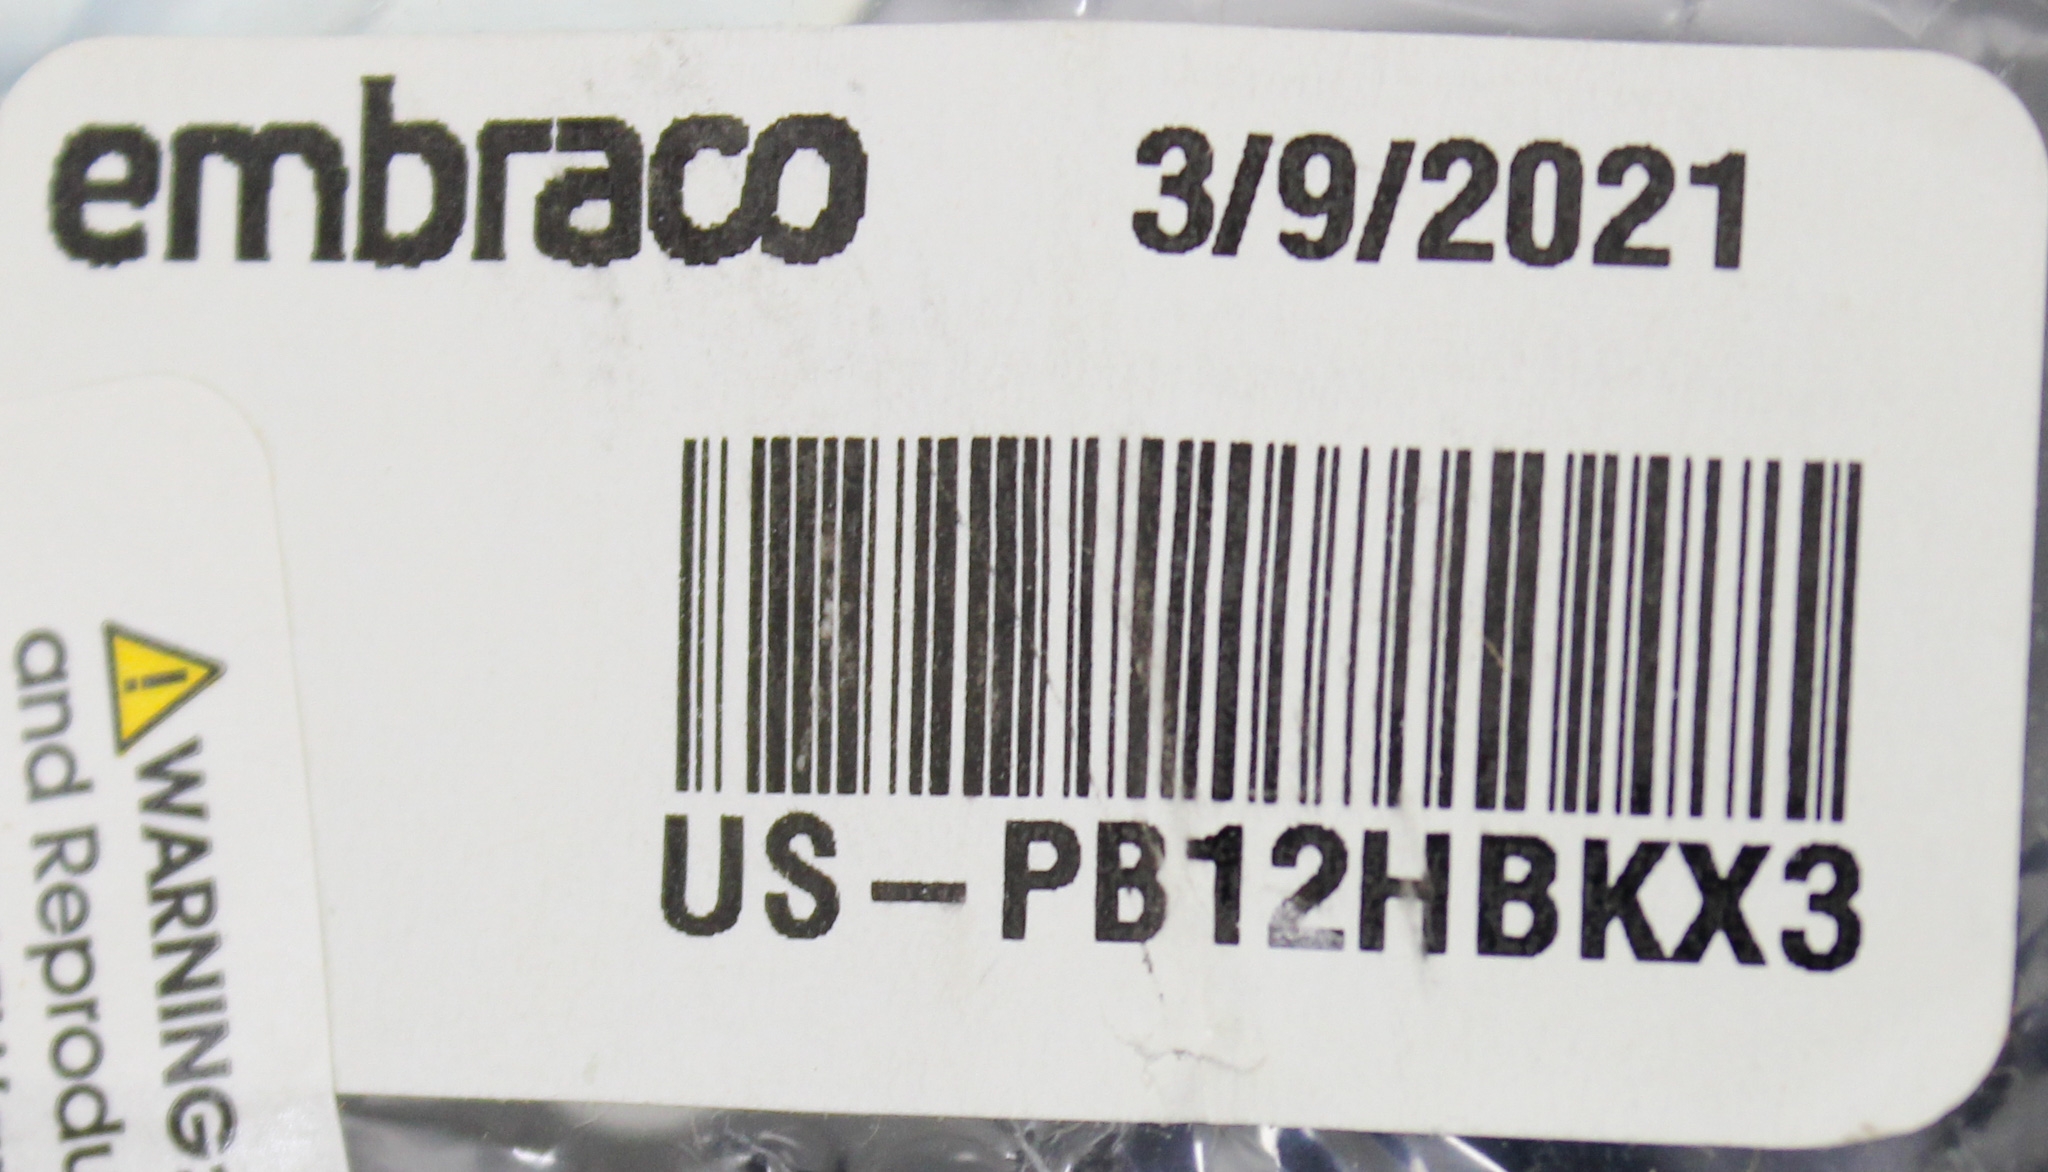 embraco 3/9/2021
US-PB12HBKX3
WARNING
and Reprodu